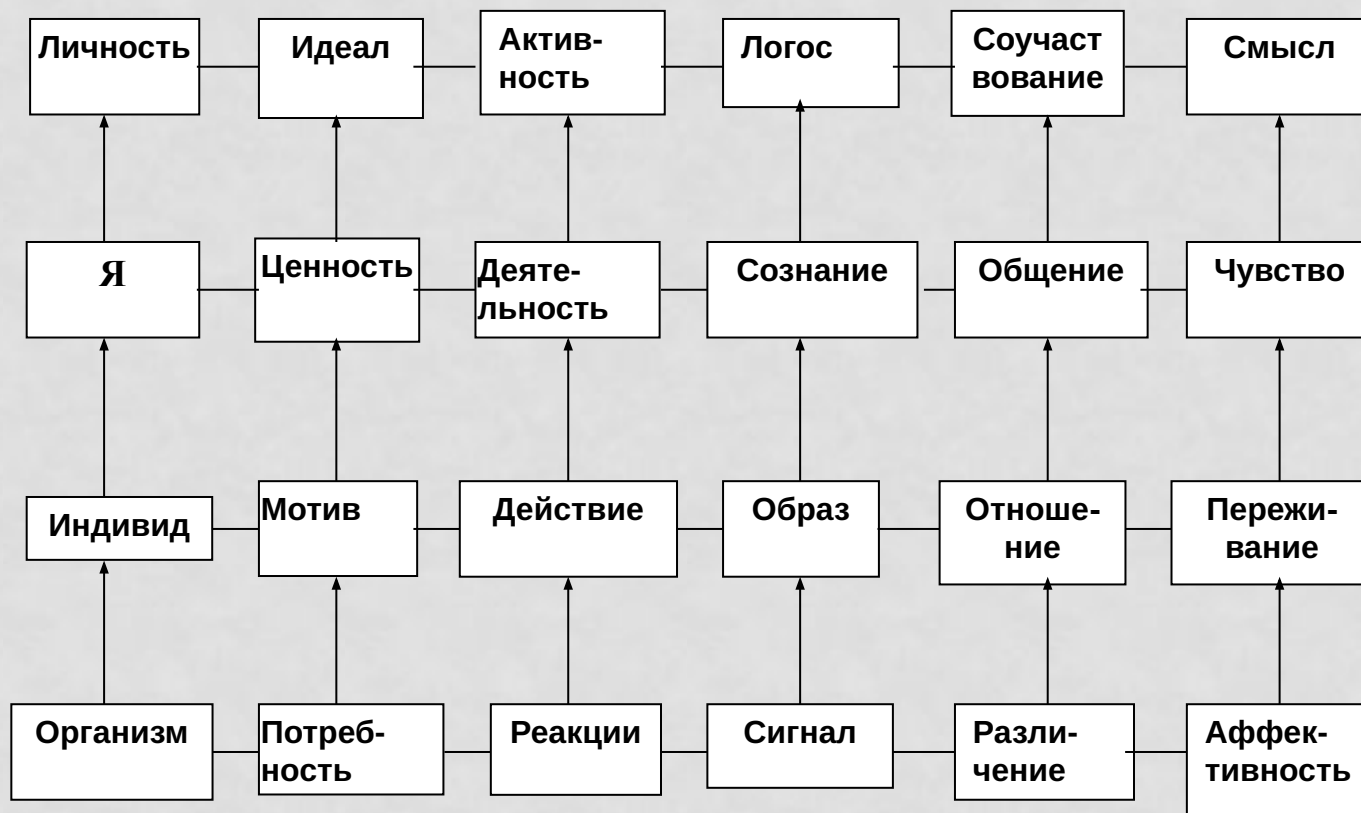 Личность
Идеал
Актив-
ность
Логос
Соучаст
вование
Смысл
Я
Ценность
Деяте-
льность
Сознание
Общение
Чувство
Индивид
Мотив
Действие
Образ
Отноше-
ние
Пережи-
вание
Организм
Потреб-
ность
Реакции
Сигнал
Разли-
чение
Аффек-
тивность